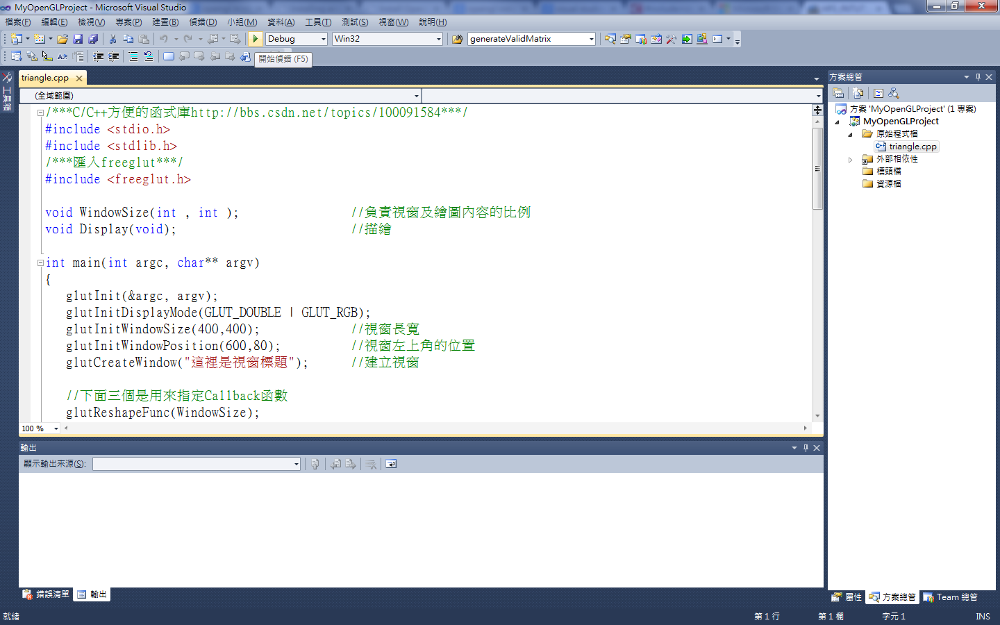 MyOpenGLProject - Microsoft Visual Studio
檔案(F) 編輯(E) 檢視(V) 專案(P) 建置(B) 偵錯(D) 小組(M) 資料(A) 工具(T) 測試(S) 視窗(W) 說明(H)
Debug Win32 generateValidMatrix
開始偵錯 (F5)
工具箱
triangle.cpp
(全域範圍)
/***C/C++方便的函式庫http://bbs.csdn.net/topics/100091584***/
#include <stdio.h>
#include <stdlib.h>
/***匯入freeglut***/
#include <freeglut.h>
void WindowSize(int , int ); //負責視窗及繪圖內容的比例
void Display(void); //描繪
int main(int argc, char** argv)
{
glutInit(&argc, argv);
glutInitDisplayMode(GLUT_DOUBLE | GLUT_RGB);
glutInitWindowSize(400,400); //視窗長寬
glutInitWindowPosition(600,80); //視窗左上角的位置
glutCreateWindow("這裡是視窗標題"); //建立視窗
//下面三個是用來指定Callback函數
glutReshapeFunc(WindowSize);
100 %
輸出
顯示輸出來源(S):
錯誤清單 輸出
方案總管
方案 'MyOpenGLProject' (1 專案)
MyOpenGLProject
原始程式檔
triangle.cpp
外部相依性
標頭檔
資源檔
屬性 方案總管 Team 總管
就緒 第 1 行 第 1 欄 字元 1 INS